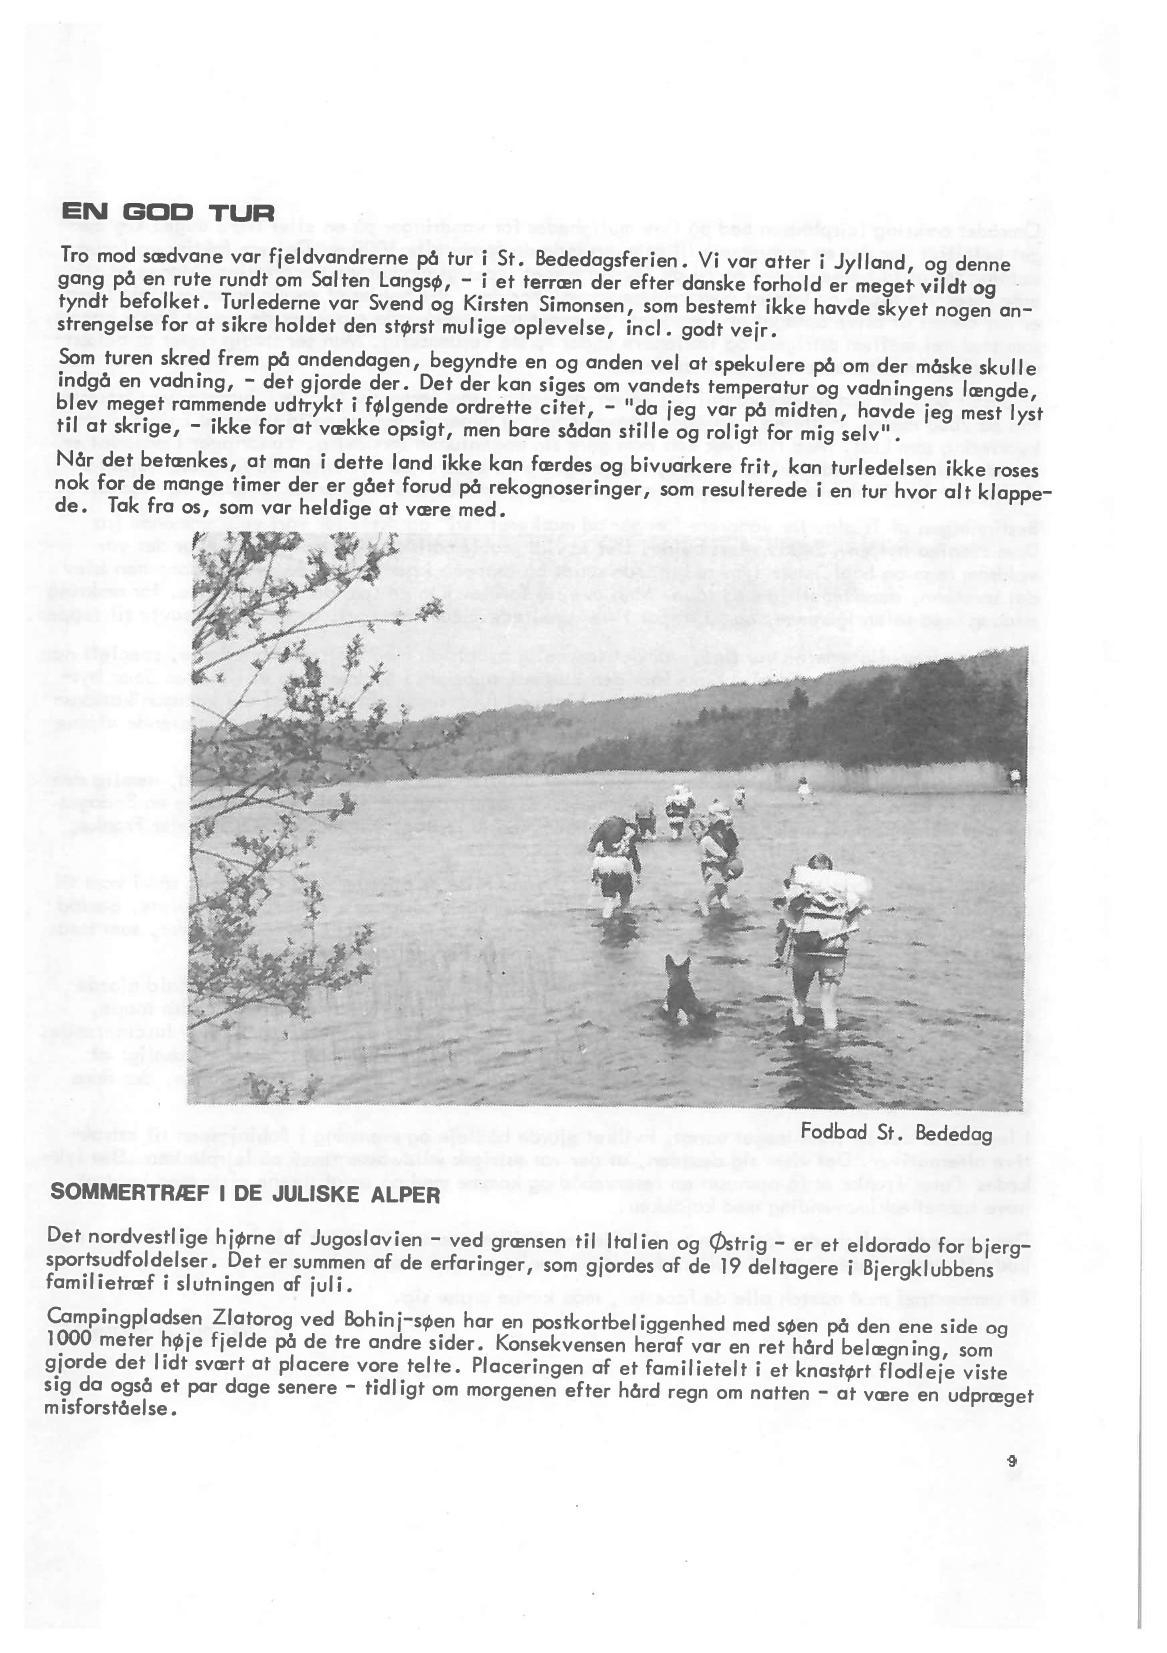 EN GOD TUR
Tro mod sædvane var fjeldvandrerne på tur i St. Bededagsferien. Vi var atter i Jylland, og denne
gang på en rute rundt om Salten Langsø, - i et terræn der efter danske forhold er meget vildt og
tyndt befolket. Turlederne var Svend og Kirsten Simonsen, som bestemt ikke havde skyet nogen an-
strengelse for at sikre holdet den størst mulige oplevelse, incl. godt vejr.
Som turen skred frem på andendagen, begyndte en og anden vel at spekulere på om der måske skulle
indgå en vadning, - det gjorde der. Det der kan siges om vandets temperatur og vadningens længde,
blev meget rammende udtrykt i følgende ordrette citet, - "da jeg var på midten, havde jeg mest lyst
til at skrige, - ikke for at vække opsigt, men bare sådan stille og roligt for mig selv".
Når det betænkes, at man i dette land ikke kan færdes og bivuarkere frit, kan turledelsen ikke roses
nok for de mange timer der er gået forud på rekognoseringer, som resulterede i en tur hvor alt klappe-
de. Tak fra os, som var heldige at være med.
Fodbad St. Bededag
SOMMERTRÆF I DE JULISKE ALPER
Det nordvestlige hjørne af Jugoslavien - ved grænsen til Italien og Østrig - er et eldorado for bjerg-
sportsudfoldelser. Det er summen af de erfaringer, som gjordes af de 19 deltagere i Bjergklubbens
familietræf i slutningen af juli.
Campingpladsen Zlatorog ved Bohinj-søen har en postkortbeliggenhed med søen på den ene side og
1000 meter høje fjelde på de tre andre sider. Konsekvensen heraf var en ret hård belægning, som
gjorde det lidt svært at placere vore telte. Placeringen af et familietelt i et knastørt flodleje viste
sig da også et par dage senere - tidligt om morgenen efter hård regn om natten - at være en udpræget
misforståelse.
9